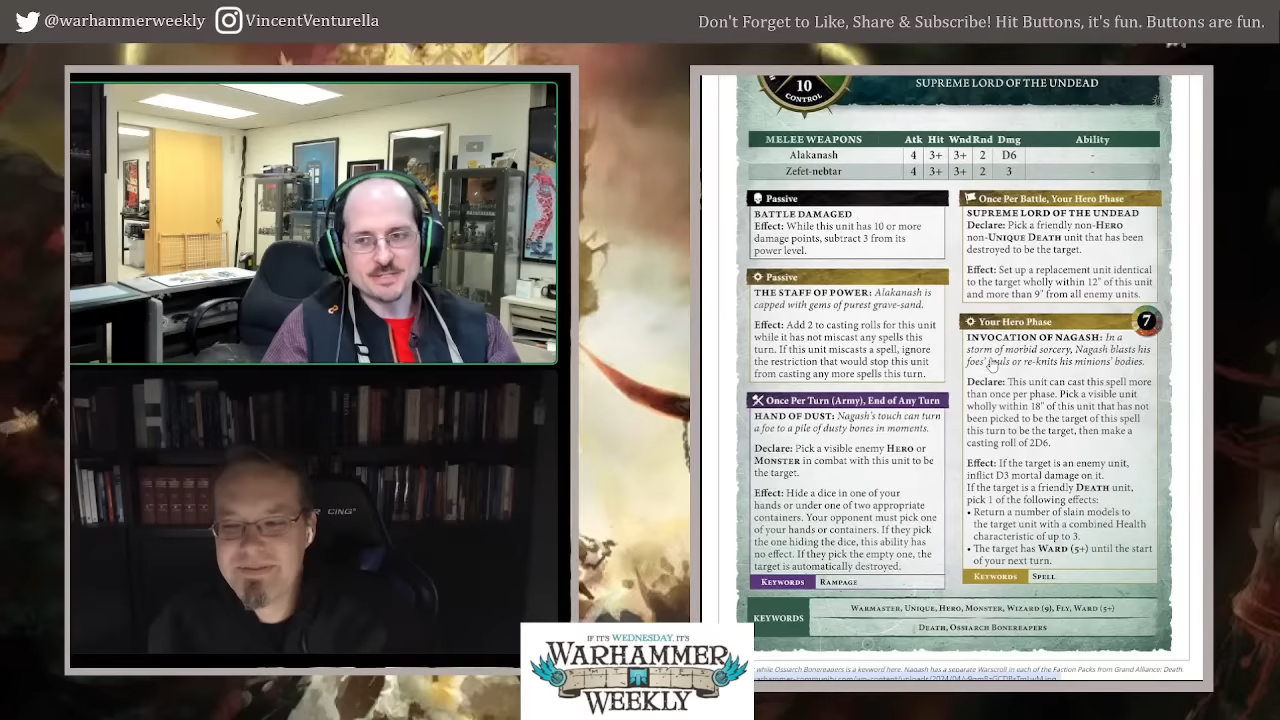 @warhammerweekly VincentVenturella
Don't Forget to Like, Share & Subscribe! Hit Buttons, it's fun. Buttons are fun.
10
CONTROL
SUPREME LORD OF THE UNDEAD
MELEE WEAPONS Atk Hit Wnd Rnd Dmg Ability
Alakanash 4 3+ 3+ 2 D6 -
Zefet-nebtar 4 3+ 3+ 2 3 -
Passive
BATTLE DAMAGED
Effect: While this unit has 10 or more
damage points, subtract 3 from its
power level.
Passive
THE STAFF OF POWER: Alakanash is
capped with gems of purest grave-sand.
Effect: Add 2 to casting rolls for this unit
while it has not miscast any spells this
turn. If this unit miscasts a spell, ignore
the restriction that would stop this unit
from casting any more spells this turn.
Once Per Turn (Army), End of Any Turn
HAND OF DUST: Nagash's touch can turn
a foe to a pile of dusty bones in moments.
Declare: Pick a visible enemy HERO or
MONSTER in combat with this unit to be
the target.
Effect: Hide a dice in one of your
hands or under one of two appropriate
containers. Your opponent must pick one
of your hands or containers. If they pick
the one hiding the dice, this ability has
no effect. If they pick the empty one, the
target is automatically destroyed.
KEYWORDS RAMPAGE
Once Per Battle, Your Hero Phase
SUPREME LORD OF THE UNDEAD
Declare: Pick a friendly non-HERO
non-UNIQUE DEATH unit that has been
destroyed to be the target.
Effect: Set up a replacement unit identical
to the target wholly within 12" of this unit
and more than 9" from all enemy units.
Your Hero Phase 7
INVOCATION OF NAGASH: In a
storm of morbid sorcery, Nagash blasts his
foes' souls or re-knits his minions' bodies.
Declare: This unit can cast this spell more
than once per phase. Pick a visible unit
wholly within 18" of this unit that has not
been picked to be the target of this spell
this turn to be the target, then make a
casting roll of 2D6.
Effect: If the target is an enemy unit,
inflict D3 mortal damage on it.
If the target is a friendly DEATH unit,
pick 1 of the following effects:
• Return a number of slain models to
the target unit with a combined Health
characteristic of up to 3.
• The target has WARD (5+) until the start
of your next turn.
KEYWORDS SPELL
KEYWORDS
WARMASTER, UNIQUE, HERO, MONSTER, WIZARD (9), FLY, WARD (5+)
DEATH, OSSIARCH BONEREAPERS
while Ossiarch Bonereapers is a keyword here, Nagash has a separate Warscroll in each of the Faction Packs from Grand Alliance: Death.
CING"
IF IT'S WEDNESDAY, IT'S
WARHAMMER
WEEKLY